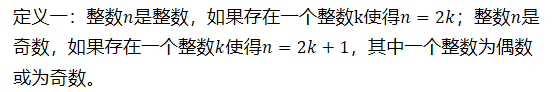 定义一：整数n是整数，如果存在一个整数k使得n = 2k；整数n是
奇数，如果存在一个整数k使得n = 2k + 1，其中一个整数为偶数
或为奇数。